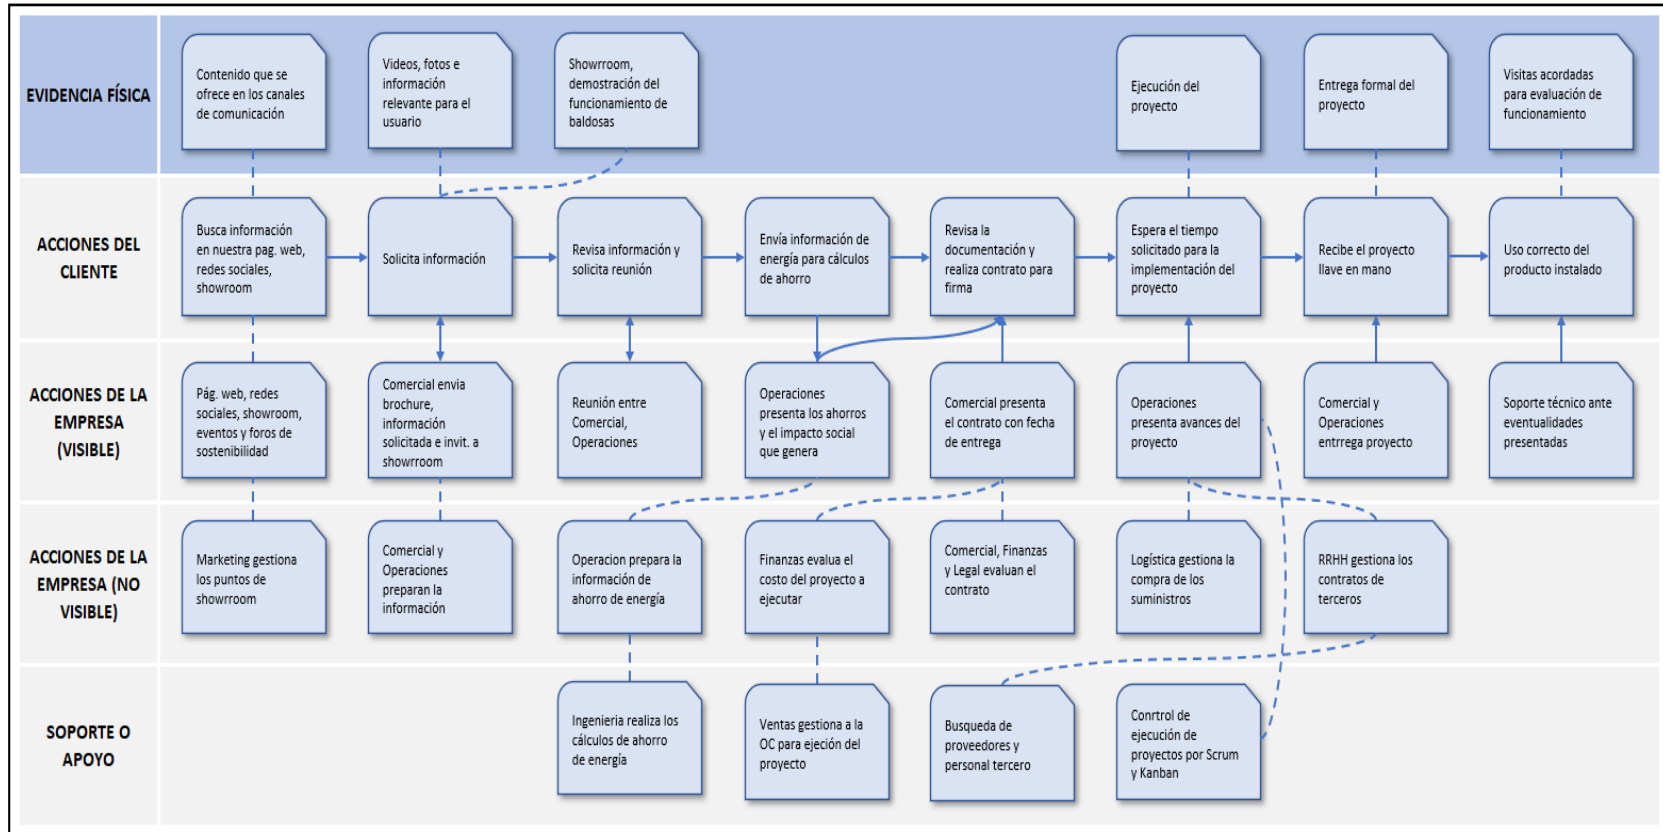 EVIDENCIA FÍSICA
Contenido que se
ofrece en los canales
de comunicación
Videos, fotos e
información
relevante para el
usuario
Showrroom,
demostración del
funcionamiento de
baldosas
Ejecución del
proyecto
Entrega formal del
proyecto
Visitas acordadas
para evaluación de
funcionamiento
ACCIONES DEL
CLIENTE
Busca información
en nuestra pag. web,
redes sociales,
showroom
Solicita información
Revisa información y
solicita reunión
Envía información de
energía para cálculos
de ahorro
Revisa la
documentación y
realiza contrato para
firma
Espera el tiempo
solicitado para la
implementación del
proyecto
Recibe el proyecto
llave en mano
Uso correcto del
producto instalado
ACCIONES DE LA
EMPRESA
(VISIBLE)
Pág. web, redes
sociales, showroom,
eventos y foros de
sostenibilidad
Comercial envia
brochure,
información
solicitada e invit. a
showrroom
Reunión entre
Comercial,
Operaciones
Operaciones
presenta los ahorros
y el impacto social
que genera
Comercial presenta
el contrato con fecha
de entrega
Operaciones
presenta avances del
proyecto
Comercial y
Operaciones
entrrega proyecto
Soporte técnico ante
eventualidades
presentadas
ACCIONES DE LA
EMPRESA (NO
VISIBLE)
Marketing gestiona
los puntos de
showrroom
Comercial y
Operaciones
preparan la
información
Operacion prepara la
información de
ahorro de energía
Finanzas evalua el
costo del proyecto a
ejecutar
Comercial, Finanzas
y Legal evaluan el
contrato
Logística gestiona la
compra de los
suministros
RRHH gestiona los
contratos de
terceros
SOPORTE O
APOYO
Ingenieria realiza los
cálculos de ahorro
de energía
Ventas gestiona a la
OC para ejeción del
proyecto
Busqueda de
proveedores y
personal tercero
Conrtrol de
ejecución de
proyectos por Scrum
y Kanban